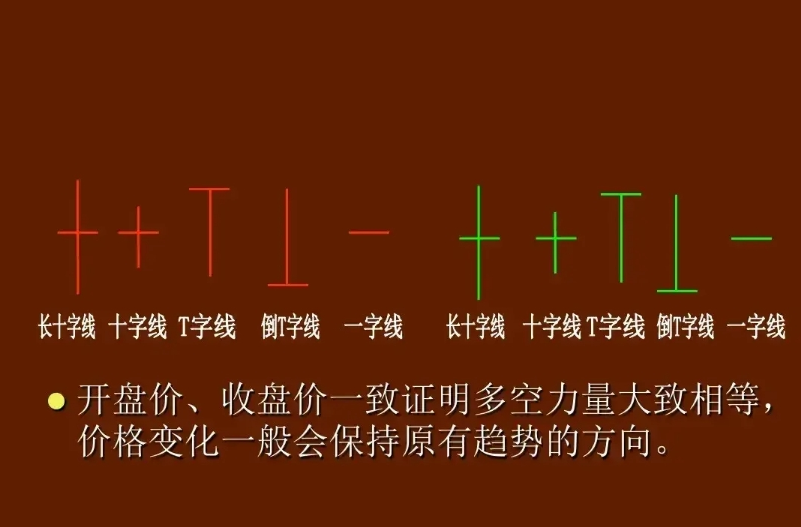 长十字线 十字线 T字线 倒T字线 一字线 长十字线 十字线 T字线 倒T字线 一字线
开盘价、收盘价一致证明多空力量大致相等，
价格变化一般会保持原有趋势的方向。